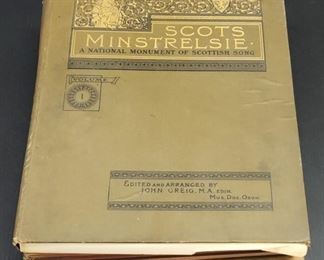 SCOTS
MINSTRELSIE
A NATIONAL MONUMENT OF SCOTTISH SONG
VOLUME
I
EDITED AND ARRANGED BY
JOHN GREIG, M.A. EDIN.
MUS. DOC. OXON.